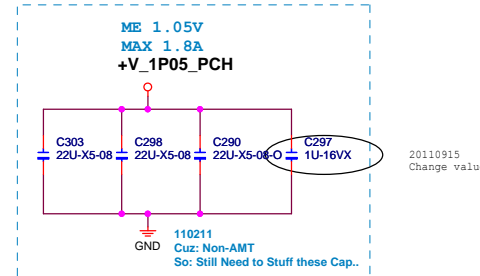 ME 1.05V
MAX 1.8A
+V_1P05_PCH
C303
22U-X5-08
C298
22U-X5-08
C290
22U-X5-08-O
C297
1U-16VX
20110915
Change valu
GND
110211
Cuz: Non-AMT
So: Still Need to Stuff these Cap..